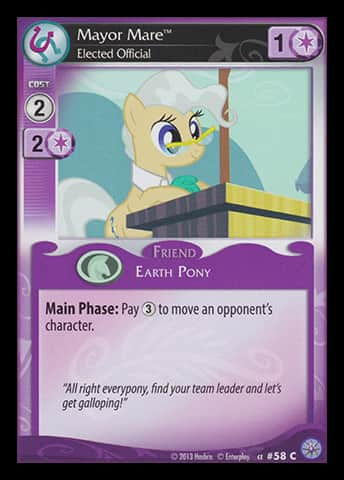 Mayor Mare™
Elected Official
1
COST
2
2
FRIEND
EARTH PONY
Main Phase: Pay 3 to move an opponent's
character.
"All right everypony, find your team leader and let's
get galloping!"
© 2013 Hasbro. © Enterplay. α #58 C